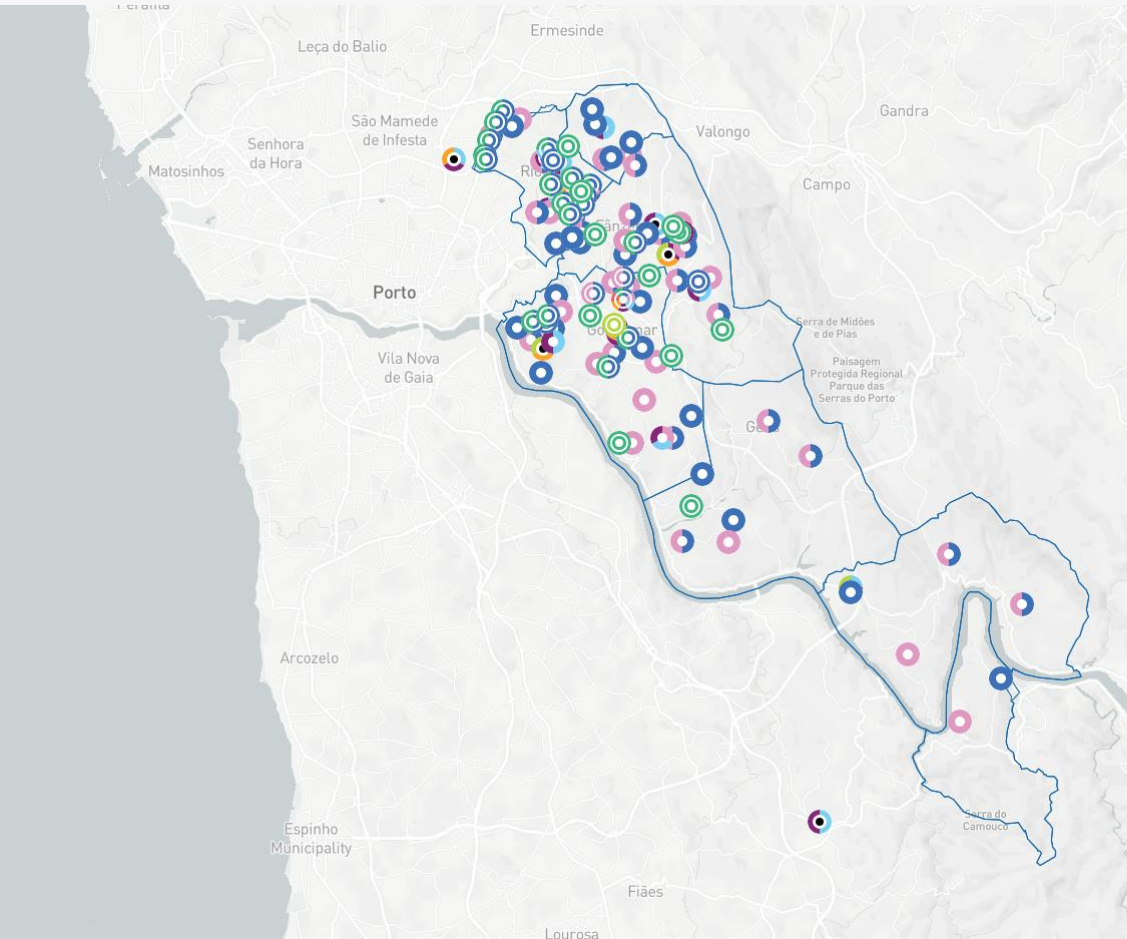 Ermesinde
Leça do Balio
Gandra
São Mamede
de Infesta
Valongo
Senhora
da Hora
Matosinhos
Campo
Porto
Serra de Midões
e de Pias
Vila Nova
de Gaia
Paisagem
Protegida Regional
Parque das
Serras do Porto
Arcozelo
Serra do
Camouco
Espinho
Municipality
Fiães
Lourosa